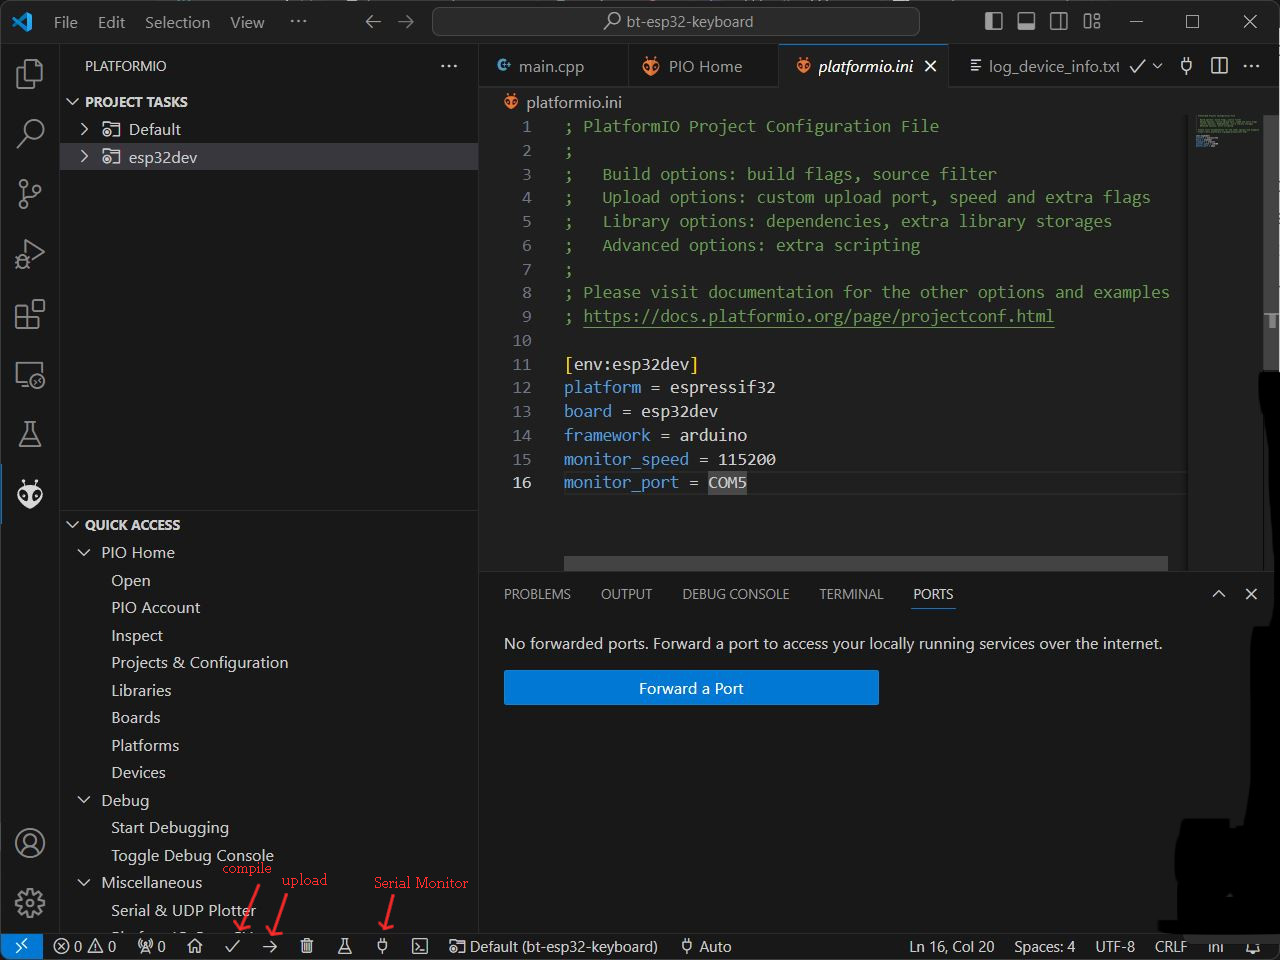 File Edit Selection View ··· bt-esp32-keyboard
PLATFORMIO
PROJECT TASKS
Default
esp32dev
QUICK ACCESS
PIO Home
Open
PIO Account
Inspect
Projects & Configuration
Libraries
Boards
Platforms
Devices
Debug
Start Debugging
Toggle Debug Console
compile
upload
Serial Monitor
Miscellaneous
Serial & UDP Plotter
main.cpp PIO Home platformio.ini log_device_info.txt
platformio.ini
1 ; PlatformIO Project Configuration File
2 ;
3 ;   Build options: build flags, source filter
4 ;   Upload options: custom upload port, speed and extra flags
5 ;   Library options: dependencies, extra library storages
6 ;   Advanced options: extra scripting
7 ;
8 ; Please visit documentation for the other options and examples
9 ; https://docs.platformio.org/page/projectconf.html
10
11 [env:esp32dev]
12 platform = espressif32
13 board = esp32dev
14 framework = arduino
15 monitor_speed = 115200
16 monitor_port = COM5
PROBLEMS OUTPUT DEBUG CONSOLE TERMINAL PORTS
No forwarded ports. Forward a port to access your locally running services over the internet.
Forward a Port
0 0 0 Default (bt-esp32-keyboard) Auto Ln 16, Col 20 Spaces: 4 UTF-8 CRLF Ini